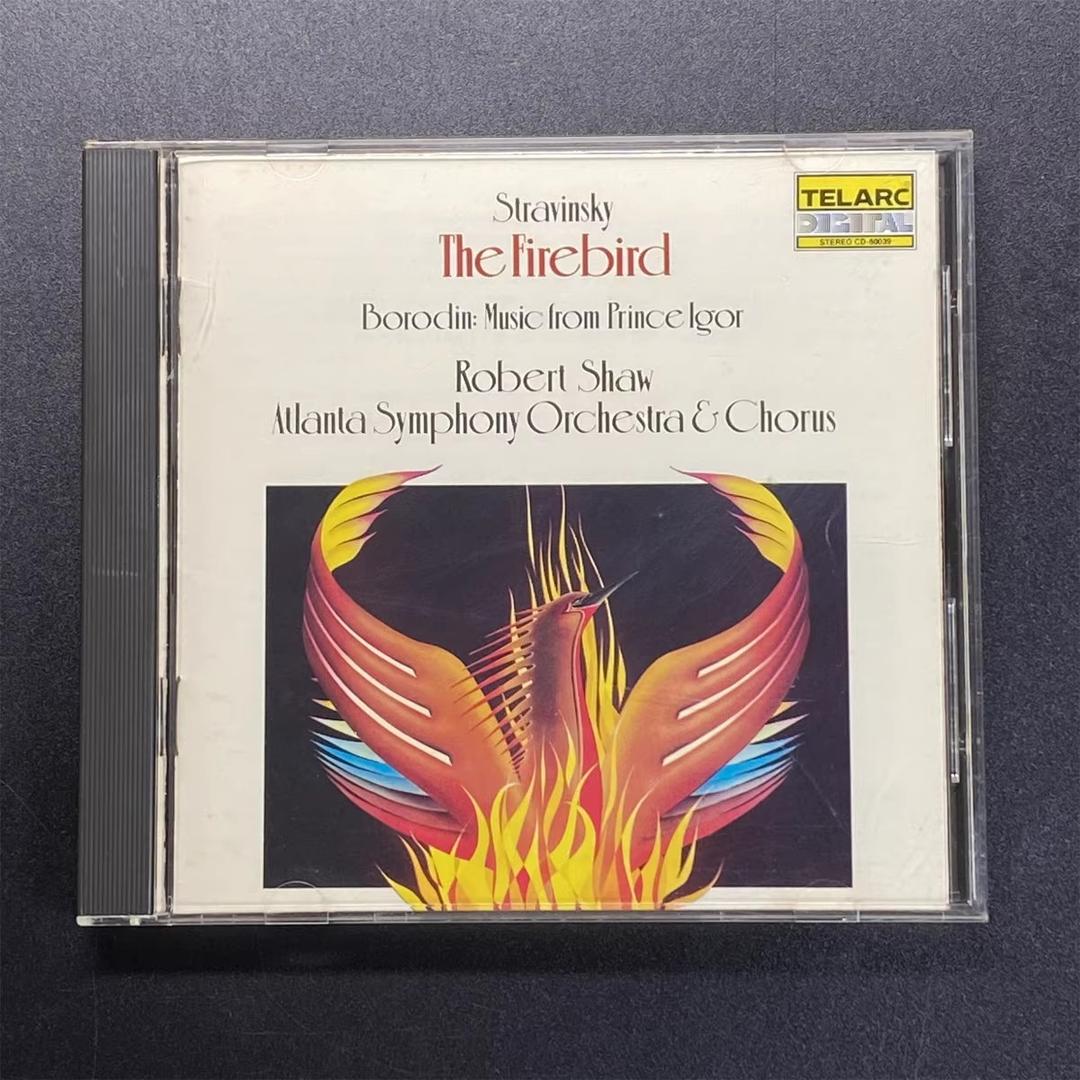 Stravinsky
The Firebird
Borodin: Music from Prince Igor
Robert Shaw
Atlanta Symphony Orchestra & Chorus
TELARC®
DIGITAL
STEREO CD-80039